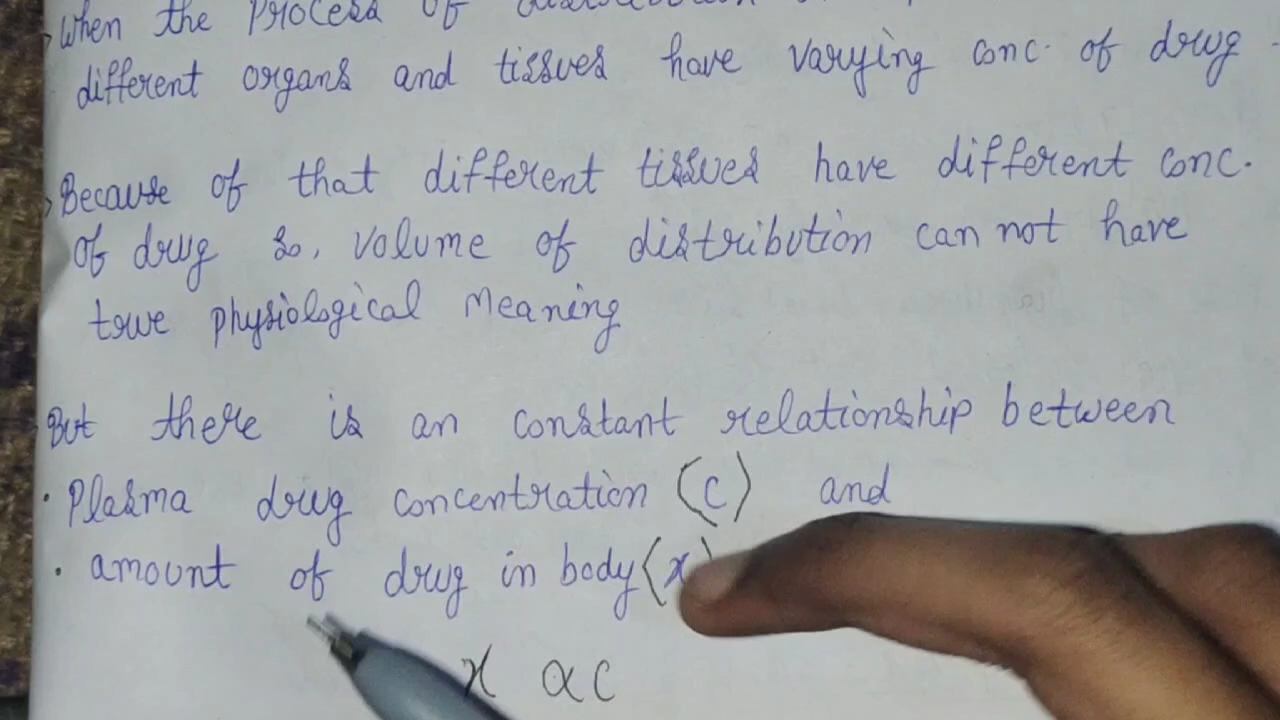 When the Process of
different organs and tissues have varying conc. of drug
Because of that different tissues have different conc.
of drug so, volume of distribution can not have
true physiological Meaning
But there is an constant relationship between
• Plasma drug concentration (C) and
• amount of drug in body (x)
x α C